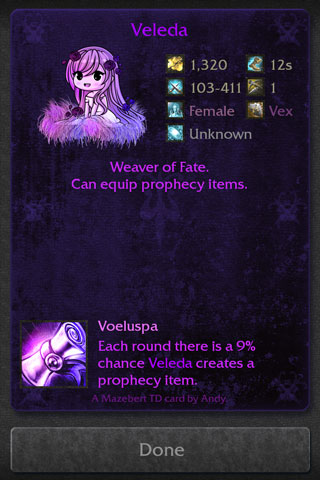 Veleda
1,320 12s
103-411 1
Female Vex
Unknown
Weaver of Fate.
Can equip prophecy items.
Voeluspa
Each round there is a 9%
chance Veleda creates a
prophecy item.
A Mazebert TD card by Andy.
Done